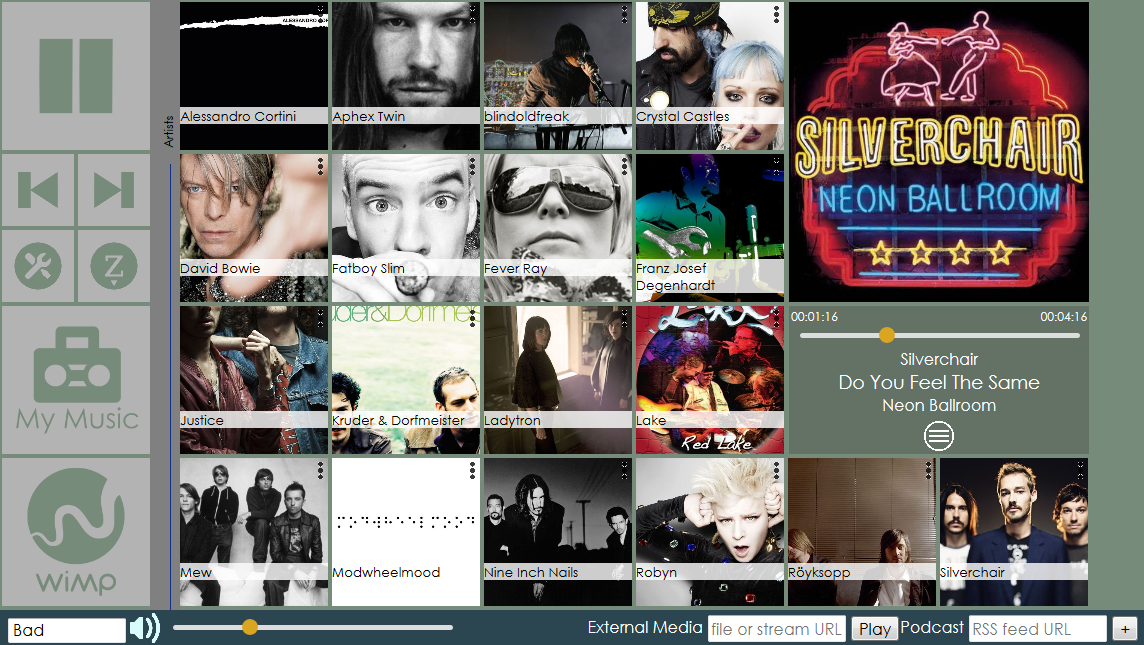 My Music
wimp
Artists
ALESSANDRO
Alessandro Cortini
Aphex Twin
blindoldfreak
Crystal Castles
SILVERCHAIR
NEON BALLROOM
David Bowie
Fatboy Slim
Fever Ray
Franz Josef
Degenhardt
00:01:16
00:04:16
Silverchair
Do You Feel The Same
Neon Ballroom
Justice
Kruder & Dorfmeister
Ladytron
Lake
Red Lake
Mew
Modwheelmood
Nine Inch Nails
Robyn
Röyksopp
Silverchair
Bad
External Media
file or stream URL
Play
Podcast
RSS feed URL
+